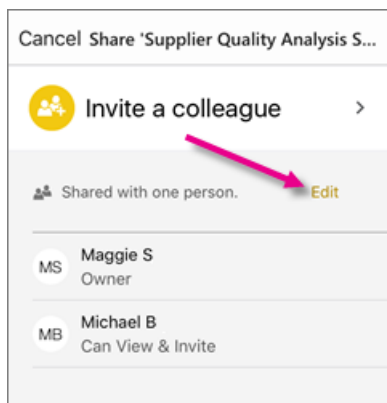 Cancel Share 'Supplier Quality Analysis S...
Invite a colleague
Shared with one person. Edit
MS
Maggie S
Owner
MB
Michael B
Can View & Invite